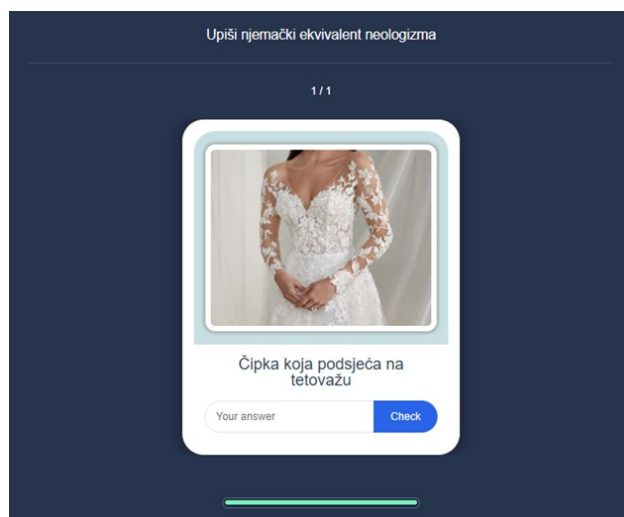 Upiši njemački ekvivalent neologizma
1 / 1
Čipka koja podsjeća na
tetovažu
Your answer
Check